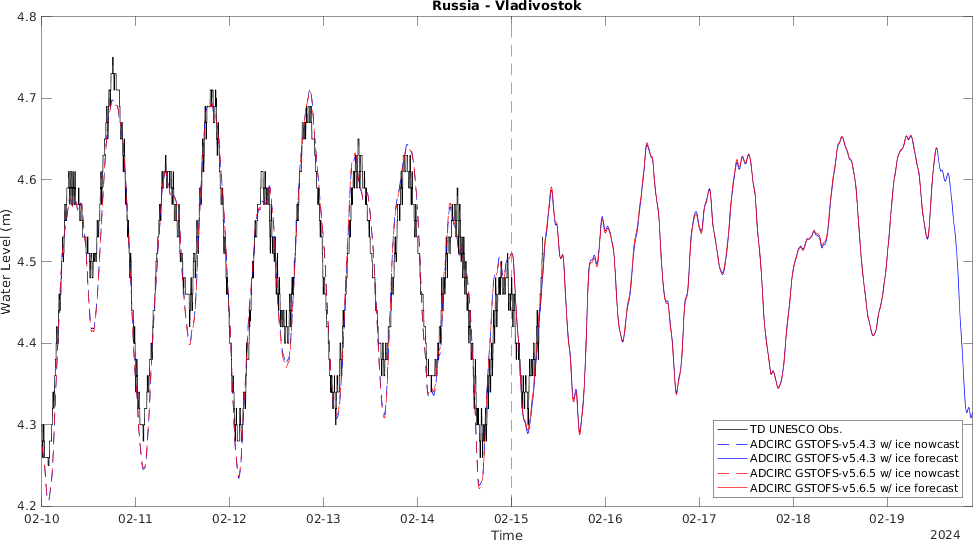 Russia - Vladivostok
4.8
4.7
4.6
4.5
4.4
4.3
4.2
Water Level (m)
02-10 02-11 02-12 02-13 02-14 02-15 02-16 02-17 02-18 02-19
Time
2024
TD UNESCO Obs.
ADCIRC GSTOFS-v5.4.3 w/ ice nowcast
ADCIRC GSTOFS-v5.4.3 w/ ice forecast
ADCIRC GSTOFS-v5.6.5 w/ ice nowcast
ADCIRC GSTOFS-v5.6.5 w/ ice forecast